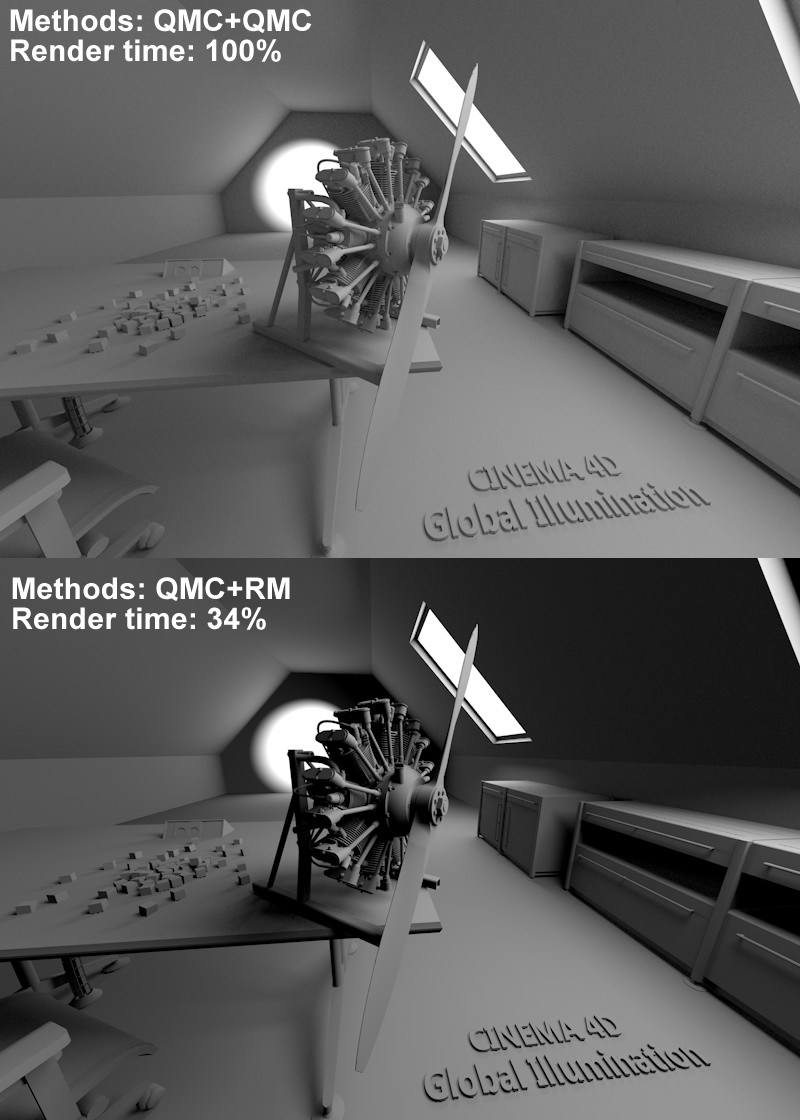 Methods: QMC+QMC
Render time: 100%
CINEMA 4D
Global Illumination
Methods: QMC+RM
Render time: 34%
CINEMA 4D
Global Illumination